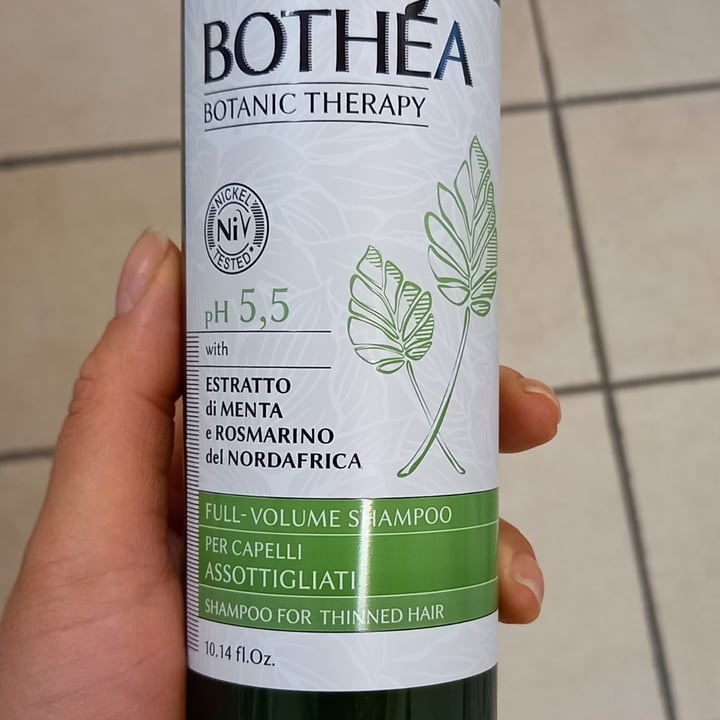 BOTHÉA
BOTANIC THERAPY
NICKEL
Ni
TESTED*
pH 5,5
with
ESTRATTO
di MENTA
e ROSMARINO
del NORDAFRICA
FULL-VOLUME SHAMPOO
PER CAPELLI
ASSOTTIGLIATI
SHAMPOO FOR THINNED HAIR
10.14 fl.Oz.